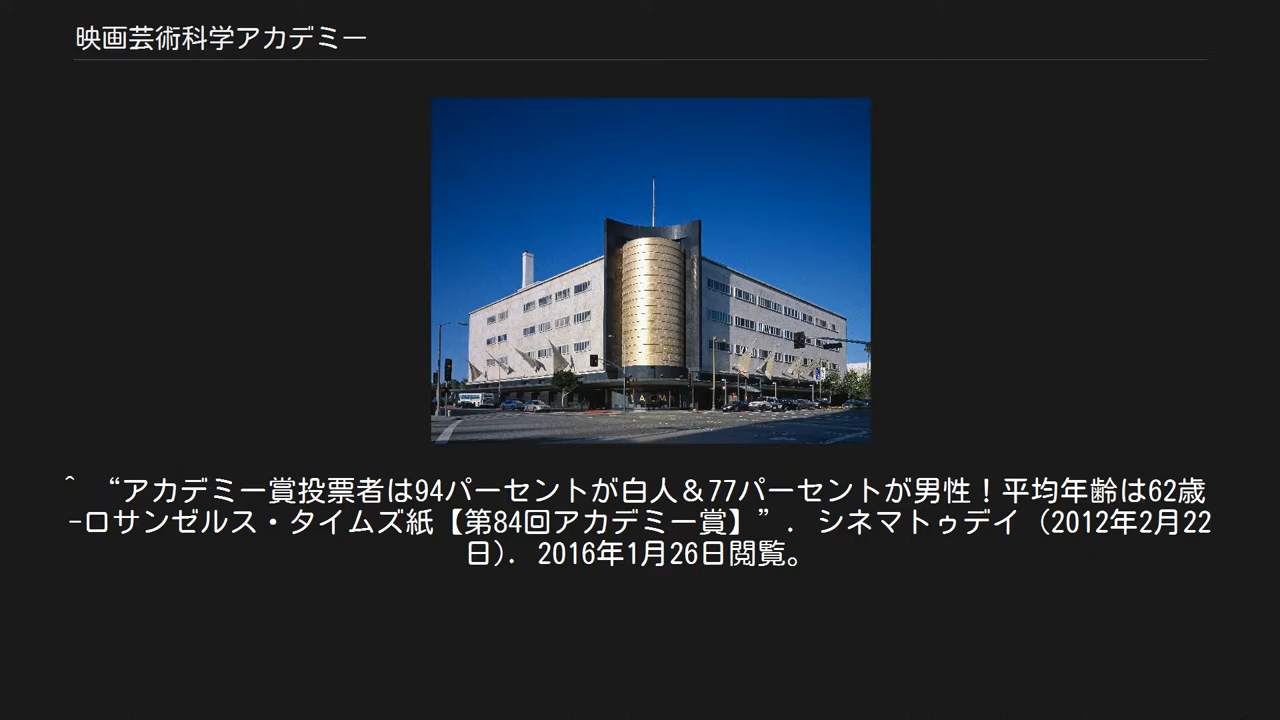 映画芸術科学アカデミー
^ “アカデミー賞投票者は94パーセントが白人＆77パーセントが男性！平均年齢は62歳
-ロサンゼルス・タイムズ紙【第84回アカデミー賞】”. シネマトゥデイ (2012年2月22
日). 2016年1月26日閲覧。